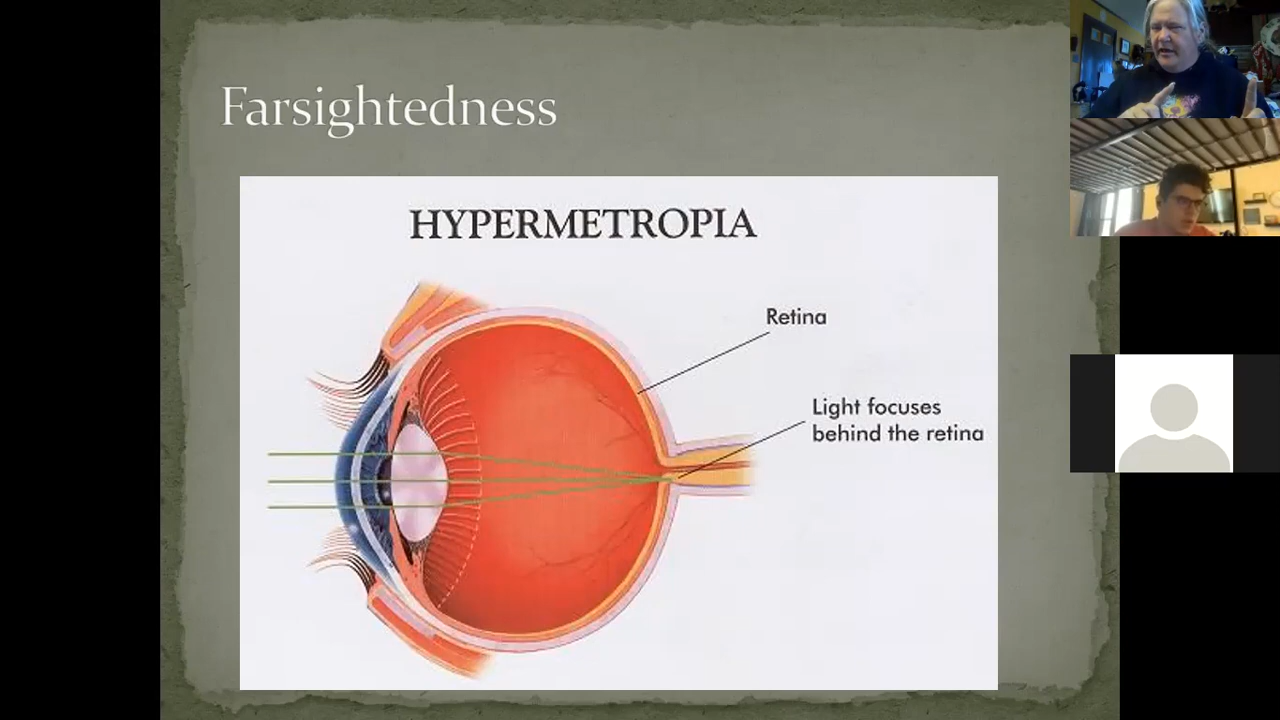 Farsightedness
HYPERMETROPIA
Retina
Light focuses
behind the retina